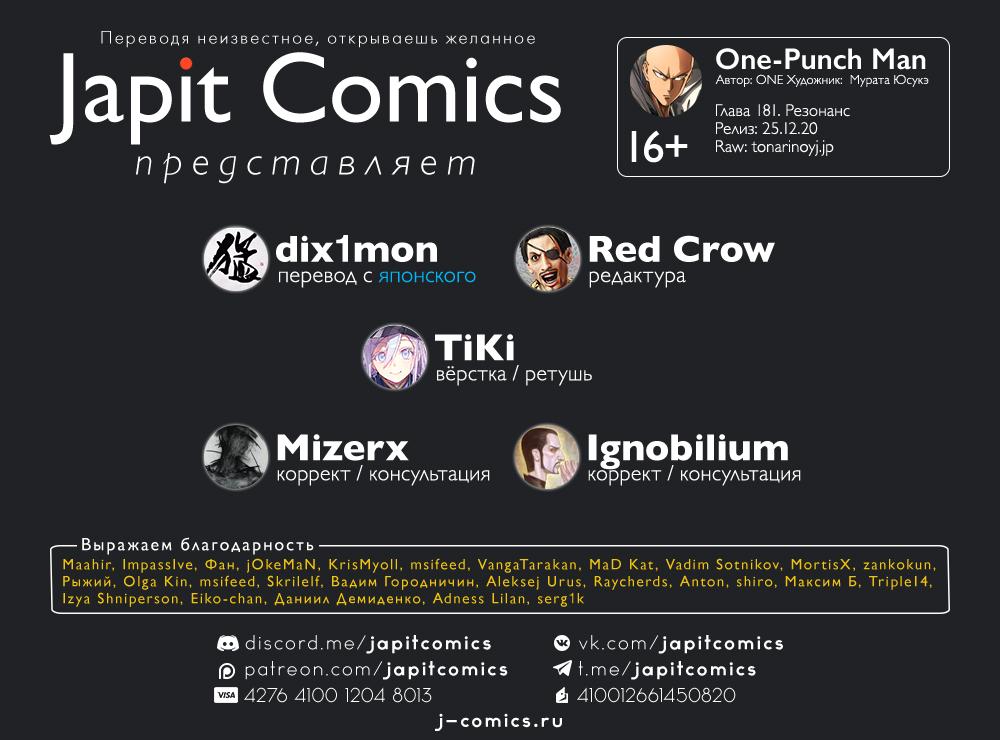 Переводя неизвестное, открываешь желанное
Japit Comics
представляет
One-Punch Man
Автор: ONE Художник: Мурата Юсукэ
Глава 181. Резонанс
Релиз: 25.12.20
Raw: tonarinoyj.jp
16+
猛
dix1mon
перевод с японского
Red Crow
редактура
TiKi
вёрстка / ретушь
Mizerx
коррект / консультация
Ignobilium
коррект / консультация
Выражаем благодарность
Maahir, ImpassIve, Фан, jOkeMaN, KrisMyoll, msifeed, VangaTarakan, MaD Kat, Vadim Sotnikov, MortisX, zankokun,
Рыжий, Olga Kin, msifeed, Skrilelf, Вадим Городничин, Aleksej Urus, Raycherds, Anton, shiro, Максим Б, Triple14,
Izya Shniperson, Eiko-chan, Даниил Демиденко, Adness Lilan, serg1k
discord.me/japitcomics
vk.com/japitcomics
patreon.com/japitcomics
t.me/japitcomics
VISA 4276 4100 1204 8013
410012661450820
j-comics.ru